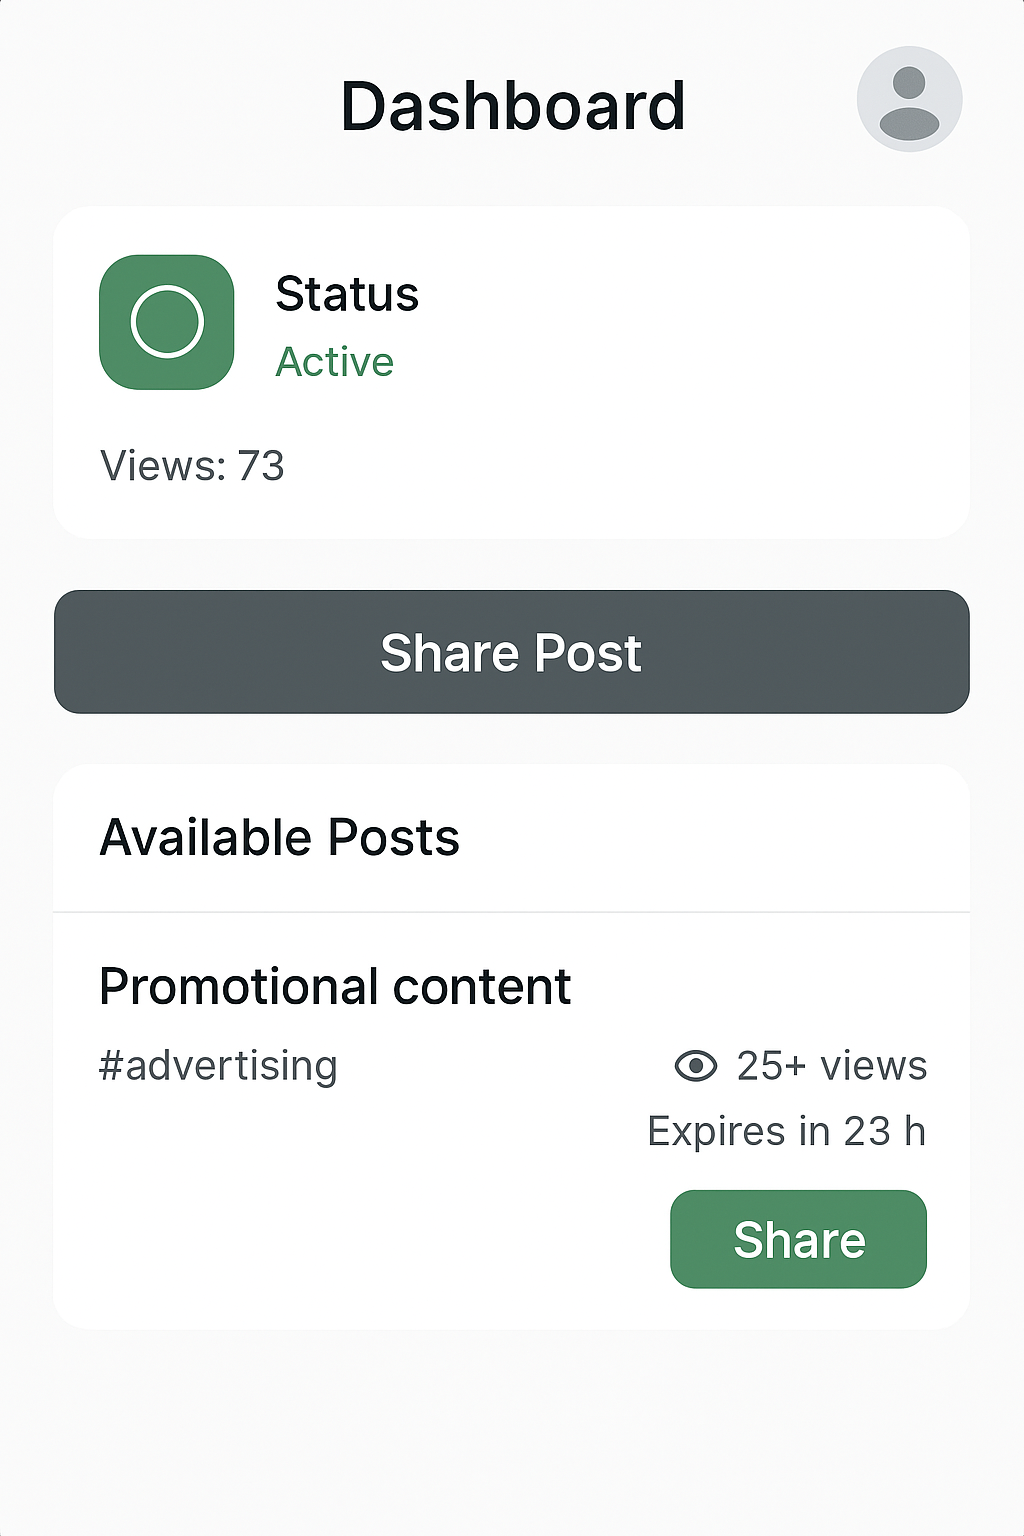 Dashboard
Status
Active
Views: 73
Share Post
Available Posts
Promotional content
#advertising
25+ views
Expires in 23 h
Share